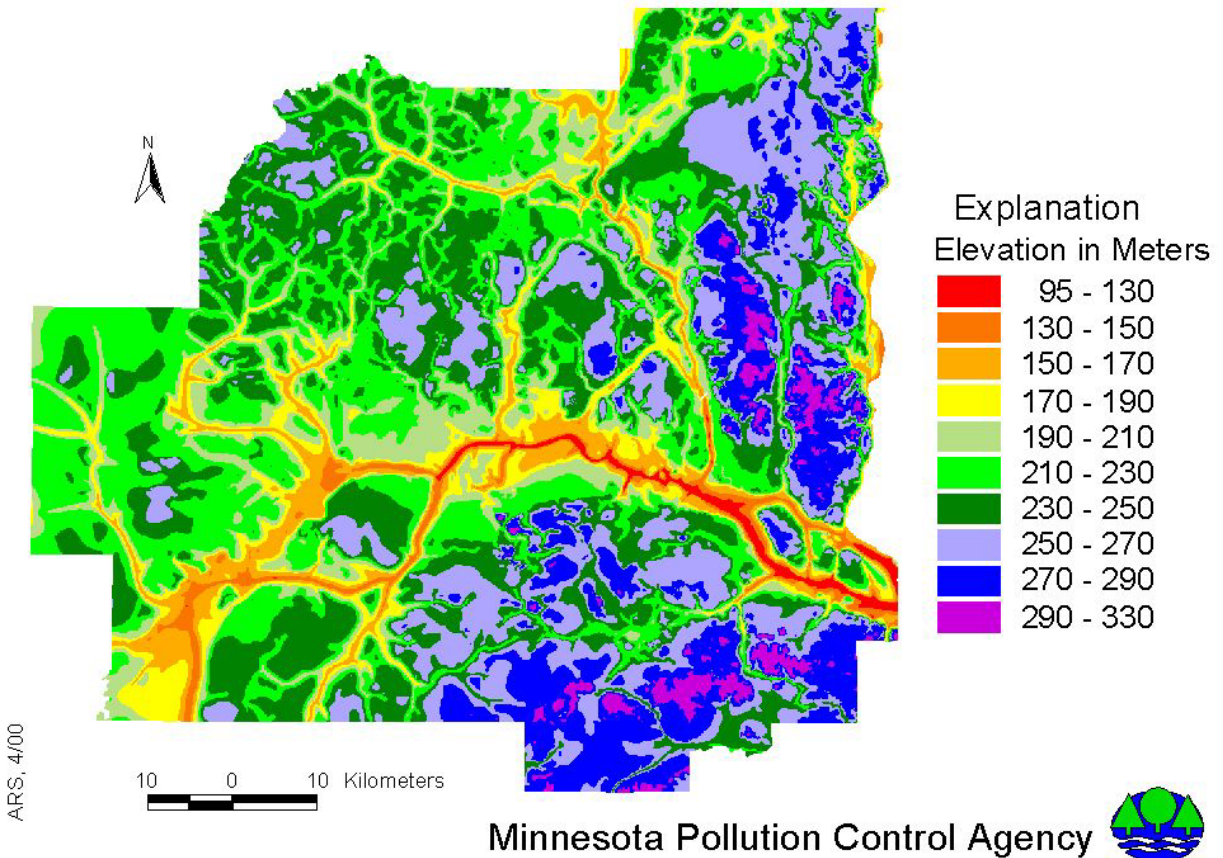 N
Explanation
Elevation in Meters
95 - 130
130 - 150
150 - 170
170 - 190
190 - 210
210 - 230
230 - 250
250 - 270
270 - 290
290 - 330
ARS, 4/00
10 0 10 Kilometers
Minnesota Pollution Control Agency